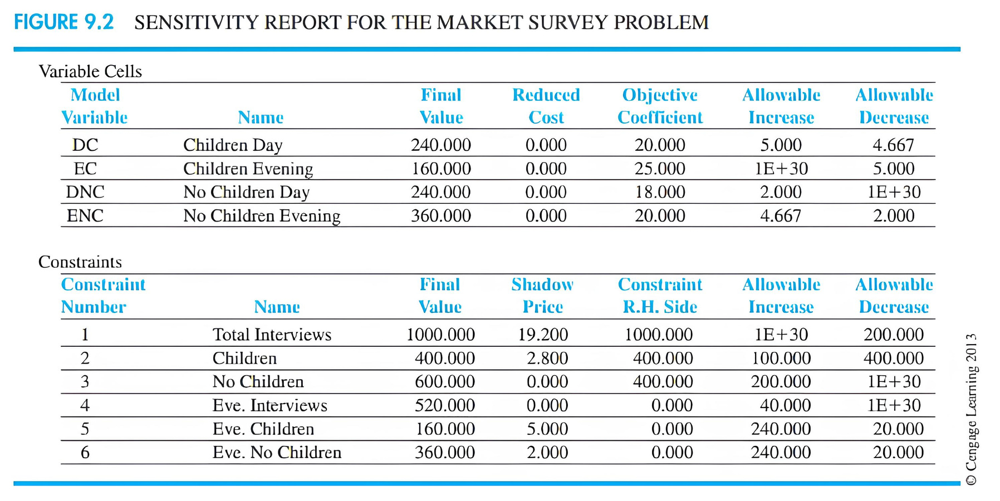 FIGURE 9.2 SENSITIVITY REPORT FOR THE MARKET SURVEY PROBLEM
Variable Cells
Model Final Reduced Objective Allowable Allowable
Variable Name Value Cost Coefficient Increase Decrease
DC Children Day 240.000 0.000 20.000 5.000 4.667
EC Children Evening 160.000 0.000 25.000 1E+30 5.000
DNC No Children Day 240.000 0.000 18.000 2.000 1E+30
ENC No Children Evening 360.000 0.000 20.000 4.667 2.000
Constraints
Constraint Final Shadow Constraint Allowable Allowable
Number Name Value Price R.H. Side Increase Decrease
1 Total Interviews 1000.000 19.200 1000.000 1E+30 200.000
2 Children 400.000 2.800 400.000 100.000 400.000
3 No Children 600.000 0.000 400.000 200.000 1E+30
4 Eve. Interviews 520.000 0.000 0.000 40.000 1E+30
5 Eve. Children 160.000 5.000 0.000 240.000 20.000
6 Eve. No Children 360.000 2.000 0.000 240.000 20.000
© Cengage Learning 2013